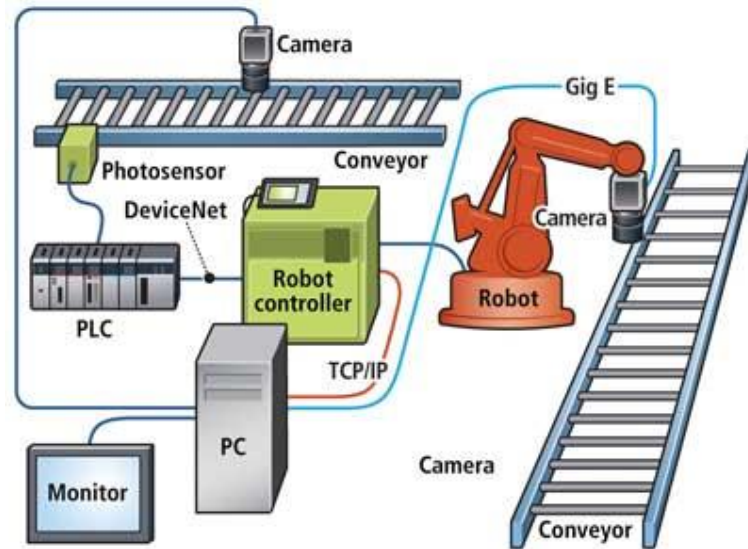 Camera
Gig E
Conveyor
Photosensor
DeviceNet
Camera
Robot
controller
Robot
PLC
TCP/IP
PC
Camera
Monitor
Conveyor